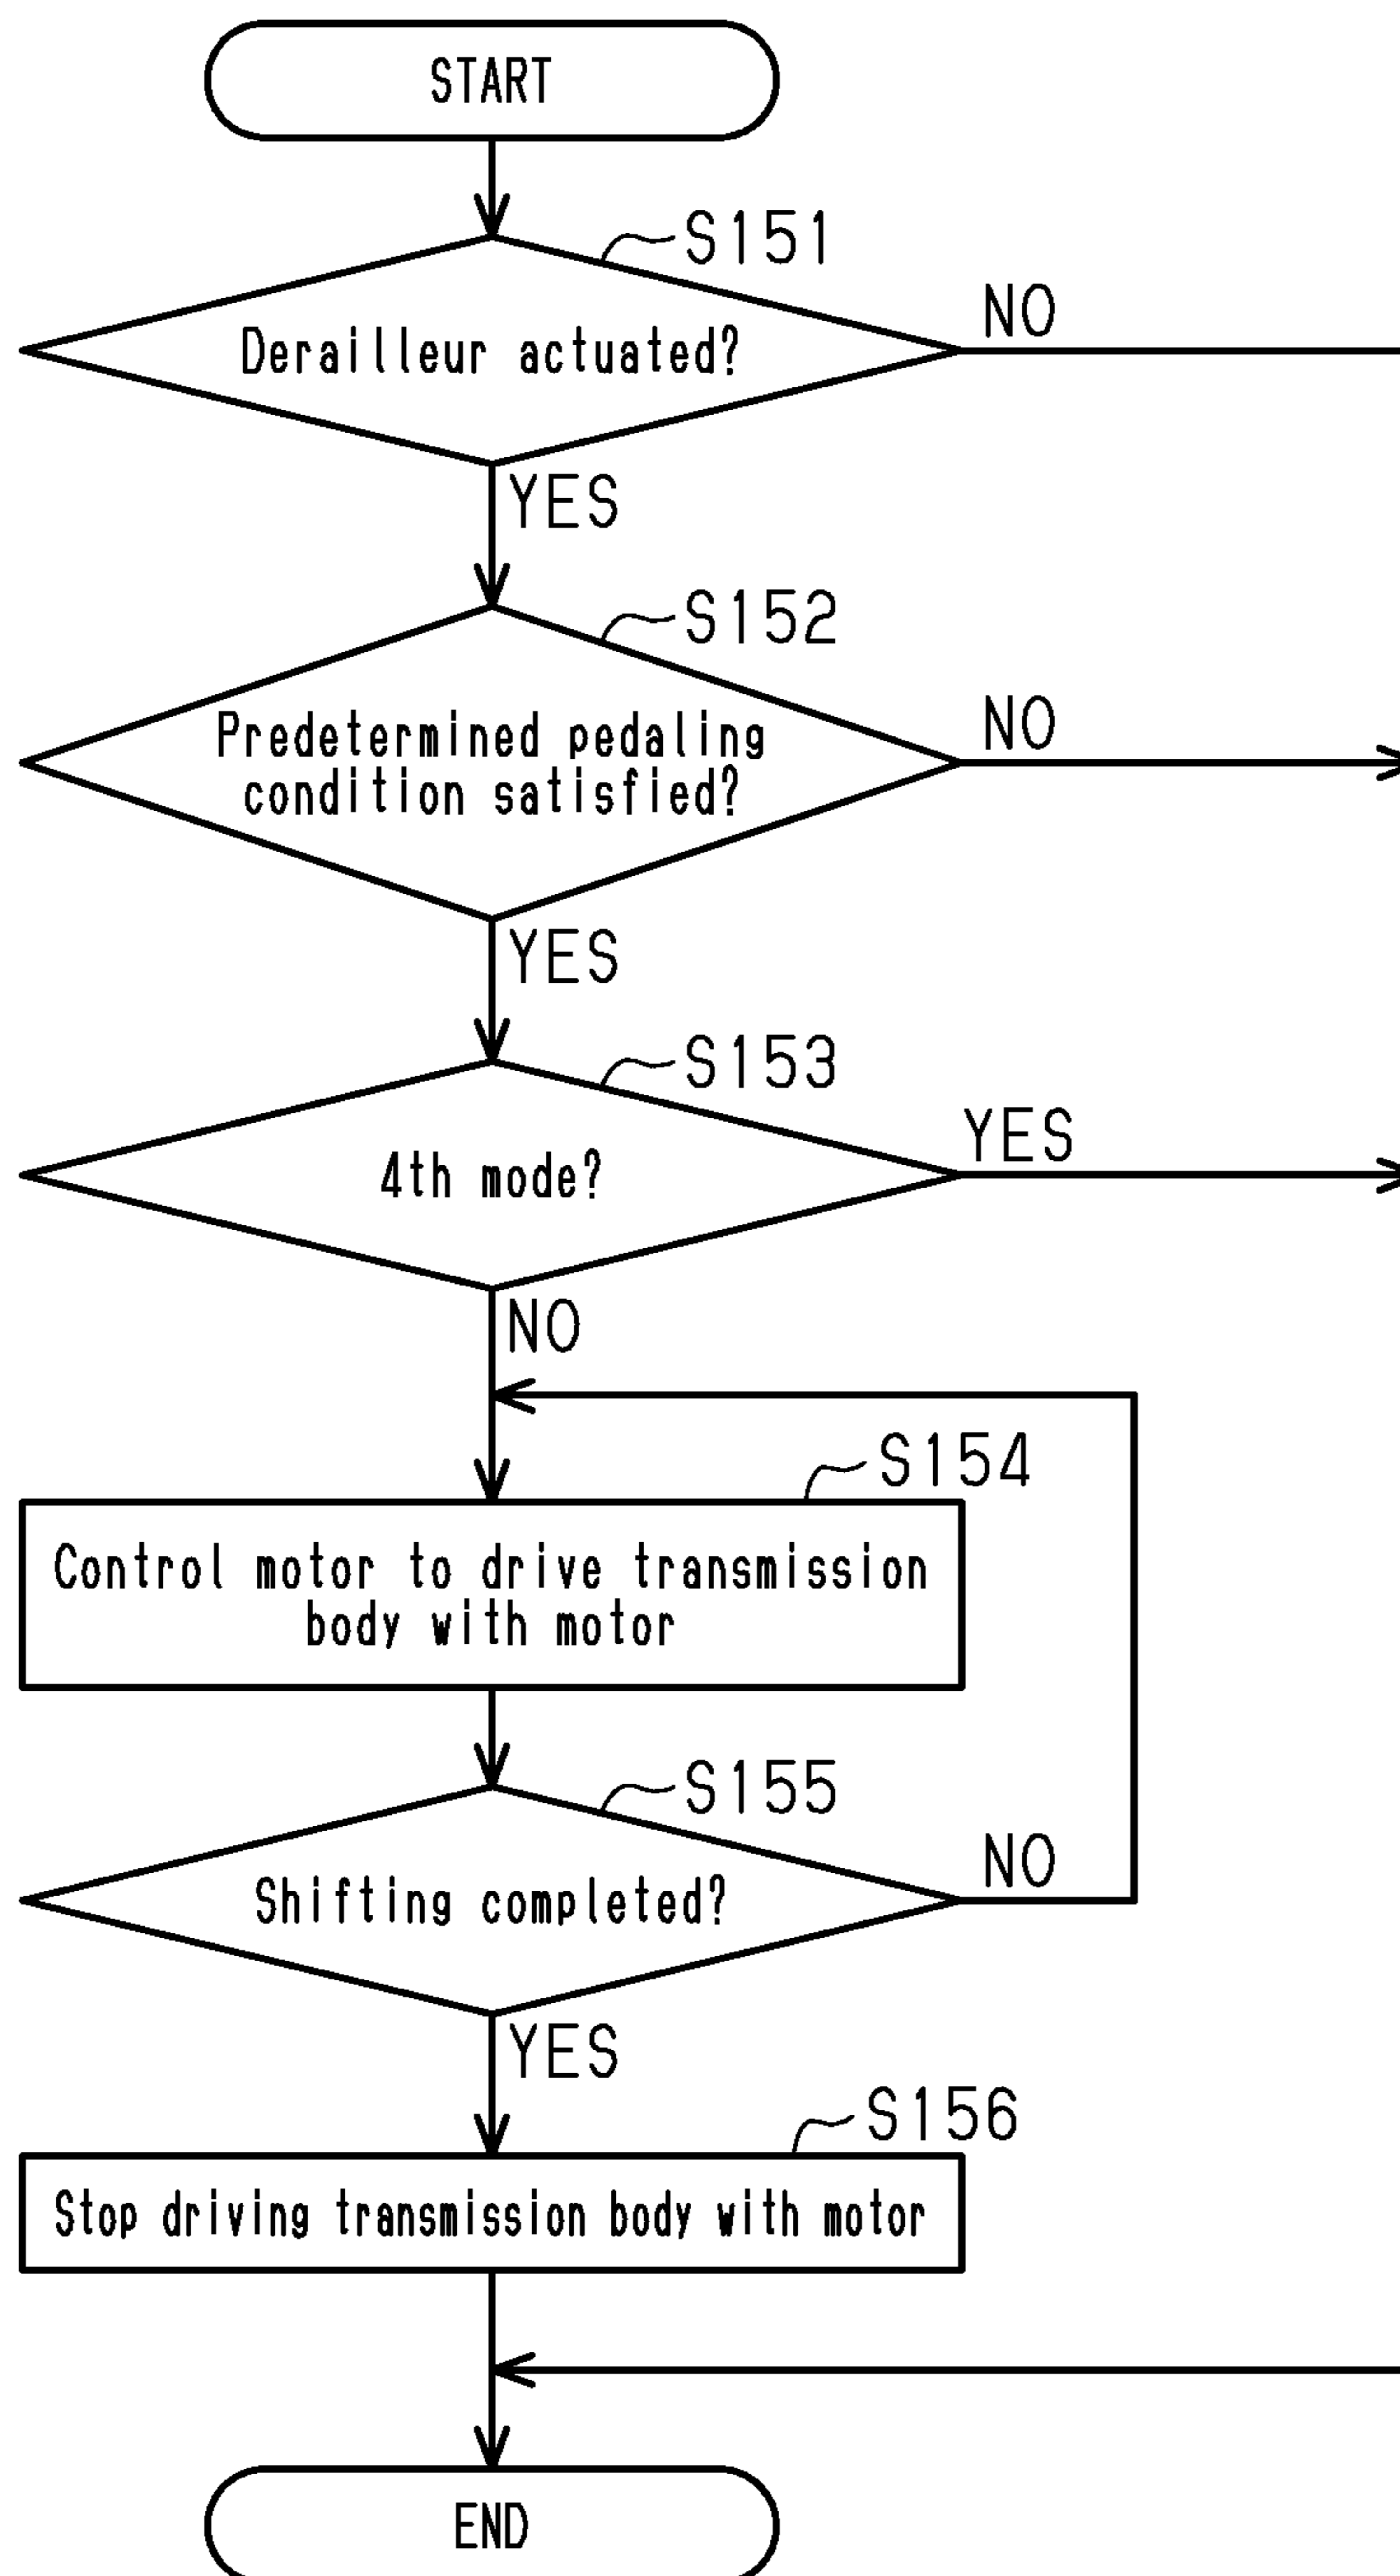 START
S151
Derailleur actuated?
NO
YES
S152
Predetermined pedaling
condition satisfied?
NO
YES
S153
4th mode?
YES
NO
S154
Control motor to drive transmission
body with motor
S155
Shifting completed?
NO
YES
S156
Stop driving transmission body with motor
END